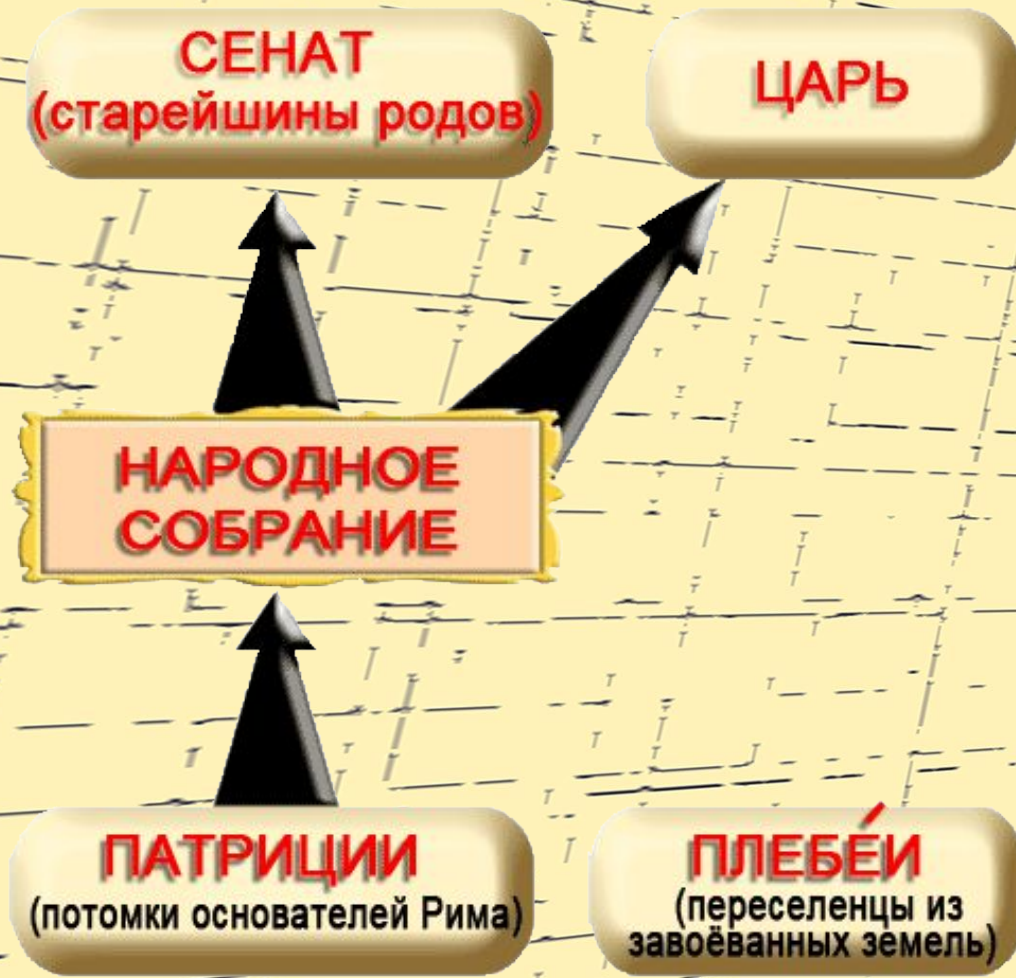 СЕНАТ
(старейшины родов)
ЦАРЬ
НАРОДНОЕ
СОБРАНИЕ
ПАТРИЦИИ
(потомки основателей Рима)
ПЛЕБЕ́И
(переселенцы из
завоёванных земель)